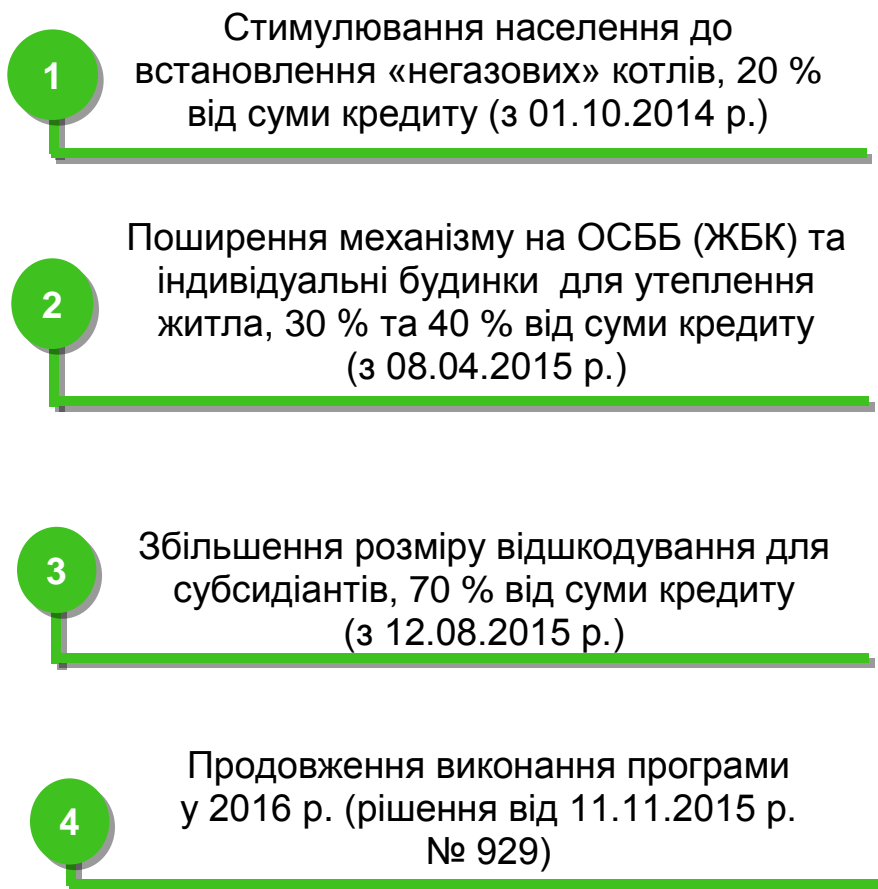 1
Стимулювання населення до
встановлення «негазових» котлів, 20 %
від суми кредиту (з 01.10.2014 р.)
2
Поширення механізму на ОСББ (ЖБК) та
індивідуальні будинки  для утеплення
житла, 30 % та 40 % від суми кредиту
(з 08.04.2015 р.)
3
Збільшення розміру відшкодування для
субсидіантів, 70 % від суми кредиту
(з 12.08.2015 р.)
4
Продовження виконання програми
у 2016 р. (рішення від 11.11.2015 р.
№ 929)